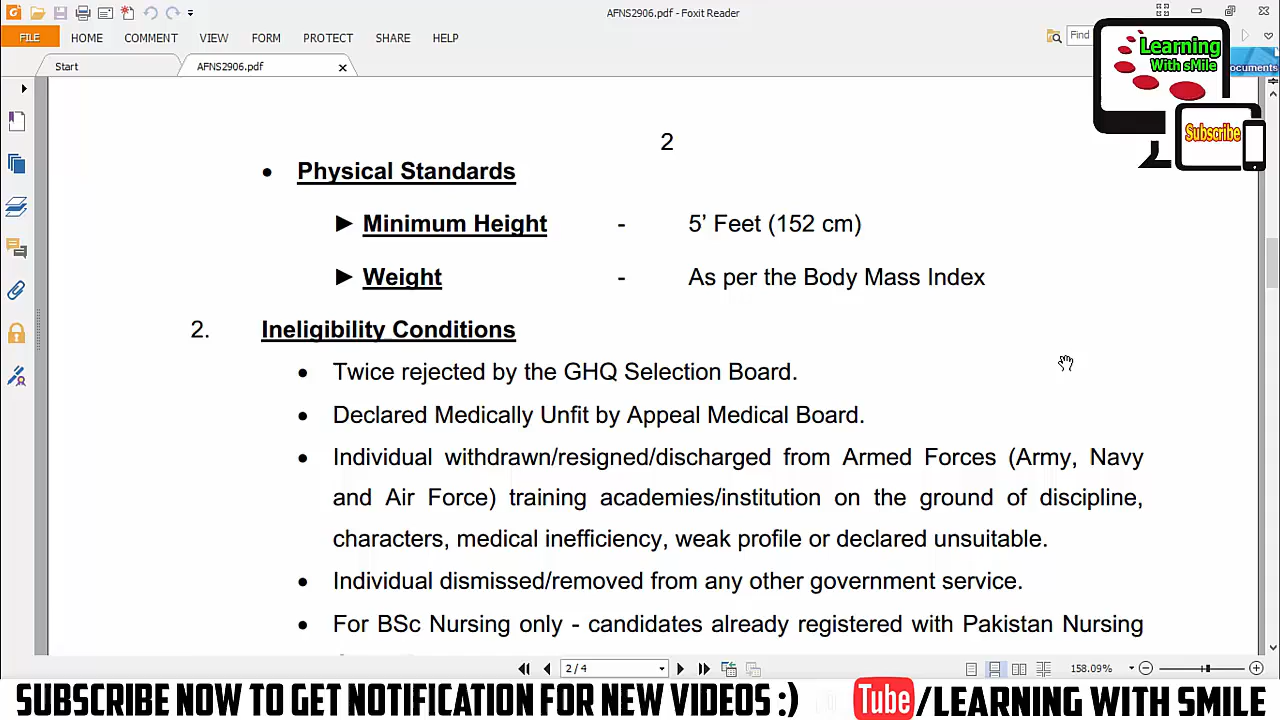 AFNS2906.pdf - Foxit Reader
FILE HOME COMMENT VIEW FORM PROTECT SHARE HELP Find
Learning
With sMile
Start AFNS2906.pdf
ocuments
Subscribe
2
• Physical Standards
► Minimum Height - 5’ Feet (152 cm)
► Weight - As per the Body Mass Index
2. Ineligibility Conditions
• Twice rejected by the GHQ Selection Board.
• Declared Medically Unfit by Appeal Medical Board.
• Individual withdrawn/resigned/discharged from Armed Forces (Army, Navy
and Air Force) training academies/institution on the ground of discipline,
characters, medical inefficiency, weak profile or declared unsuitable.
• Individual dismissed/removed from any other government service.
• For BSc Nursing only - candidates already registered with Pakistan Nursing
2 / 4 158.09%
SUBSCRIBE NOW TO GET NOTIFICATION FOR NEW VIDEOS :) Tube/LEARNING WITH SMILE